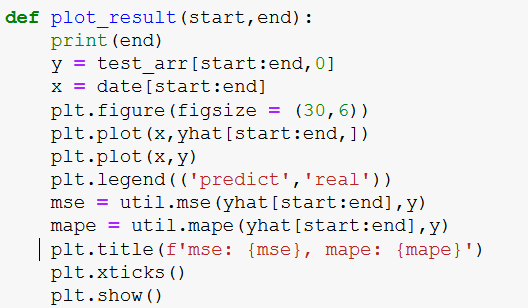 def plot_result(start,end):
    print(end)
    y = test_arr[start:end,0]
    x = date[start:end]
    plt.figure(figsize = (30,6))
    plt.plot(x,yhat[start:end,])
    plt.plot(x,y)
    plt.legend(('predict','real'))
    mse = util.mse(yhat[start:end],y)
    mape = util.mape(yhat[start:end],y)
    plt.title(f'mse: {mse}, mape: {mape}')
    plt.xticks()
    plt.show()